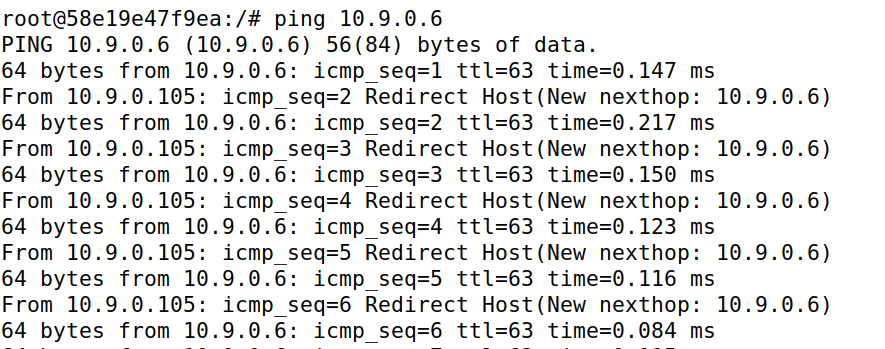 root@58e19e47f9ea:/# ping 10.9.0.6
PING 10.9.0.6 (10.9.0.6) 56(84) bytes of data.
64 bytes from 10.9.0.6: icmp_seq=1 ttl=63 time=0.147 ms
From 10.9.0.105: icmp_seq=2 Redirect Host(New nexthop: 10.9.0.6)
64 bytes from 10.9.0.6: icmp_seq=2 ttl=63 time=0.217 ms
From 10.9.0.105: icmp_seq=3 Redirect Host(New nexthop: 10.9.0.6)
64 bytes from 10.9.0.6: icmp_seq=3 ttl=63 time=0.150 ms
From 10.9.0.105: icmp_seq=4 Redirect Host(New nexthop: 10.9.0.6)
64 bytes from 10.9.0.6: icmp_seq=4 ttl=63 time=0.123 ms
From 10.9.0.105: icmp_seq=5 Redirect Host(New nexthop: 10.9.0.6)
64 bytes from 10.9.0.6: icmp_seq=5 ttl=63 time=0.116 ms
From 10.9.0.105: icmp_seq=6 Redirect Host(New nexthop: 10.9.0.6)
64 bytes from 10.9.0.6: icmp_seq=6 ttl=63 time=0.084 ms